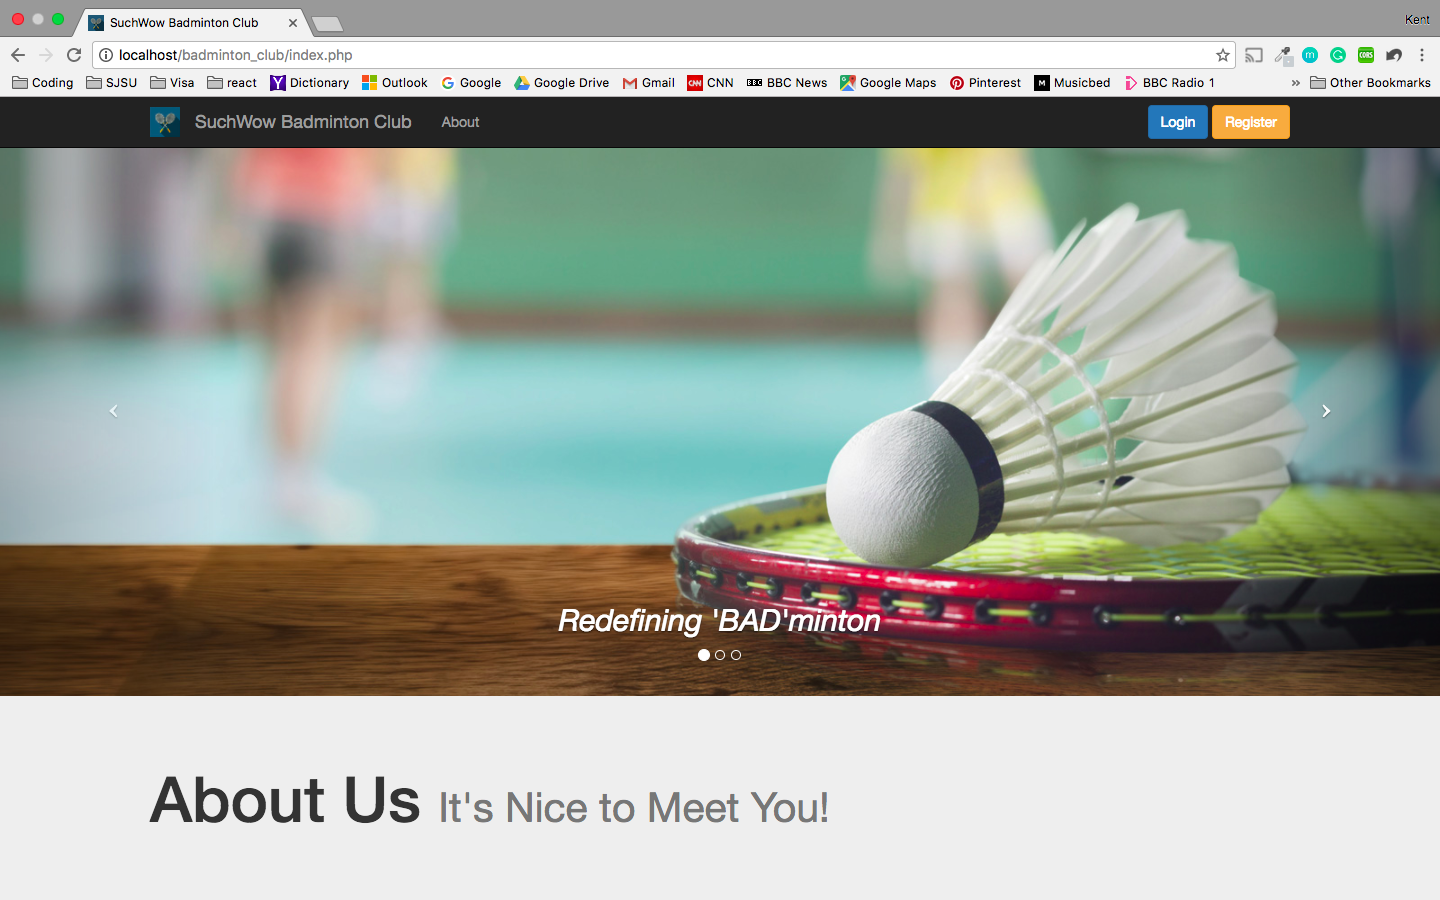 SuchWow Badminton Club
Kent
localhost/badminton_club/index.php
Coding SJSU Visa react Dictionary Outlook Google Google Drive Gmail CNN BBC News Google Maps Pinterest Musicbed BBC Radio 1 » Other Bookmarks
SuchWow Badminton Club About Login Register
Redefining 'BAD'minton
About Us It's Nice to Meet You!